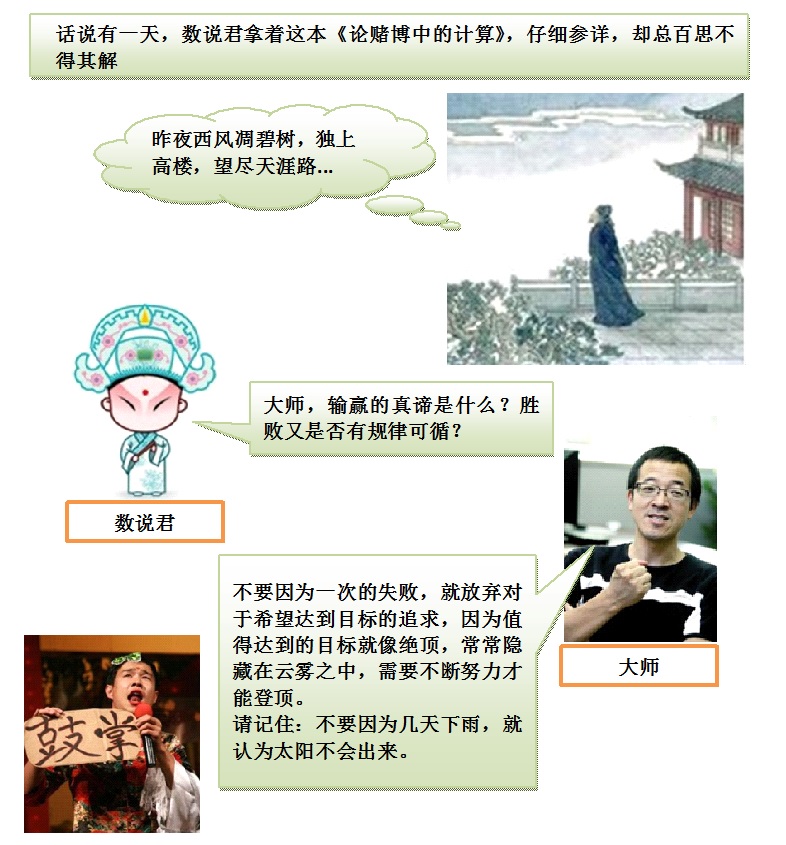 话说有一天，数说君拿着这本《论赌博中的计算》，仔细参详，却总百思不
得其解
昨夜西风凋碧树，独上
高楼，望尽天涯路...
大师，输赢的真谛是什么？胜
败又是否有规律可循？
数说君
不要因为一次的失败，就放弃对
于希望达到目标的追求，因为值
得达到的目标就像绝顶，常常隐
藏在云雾之中，需要不断努力才
能登顶。
请记住：不要因为几天下雨，就
认为太阳不会出来。
大师
鼓掌